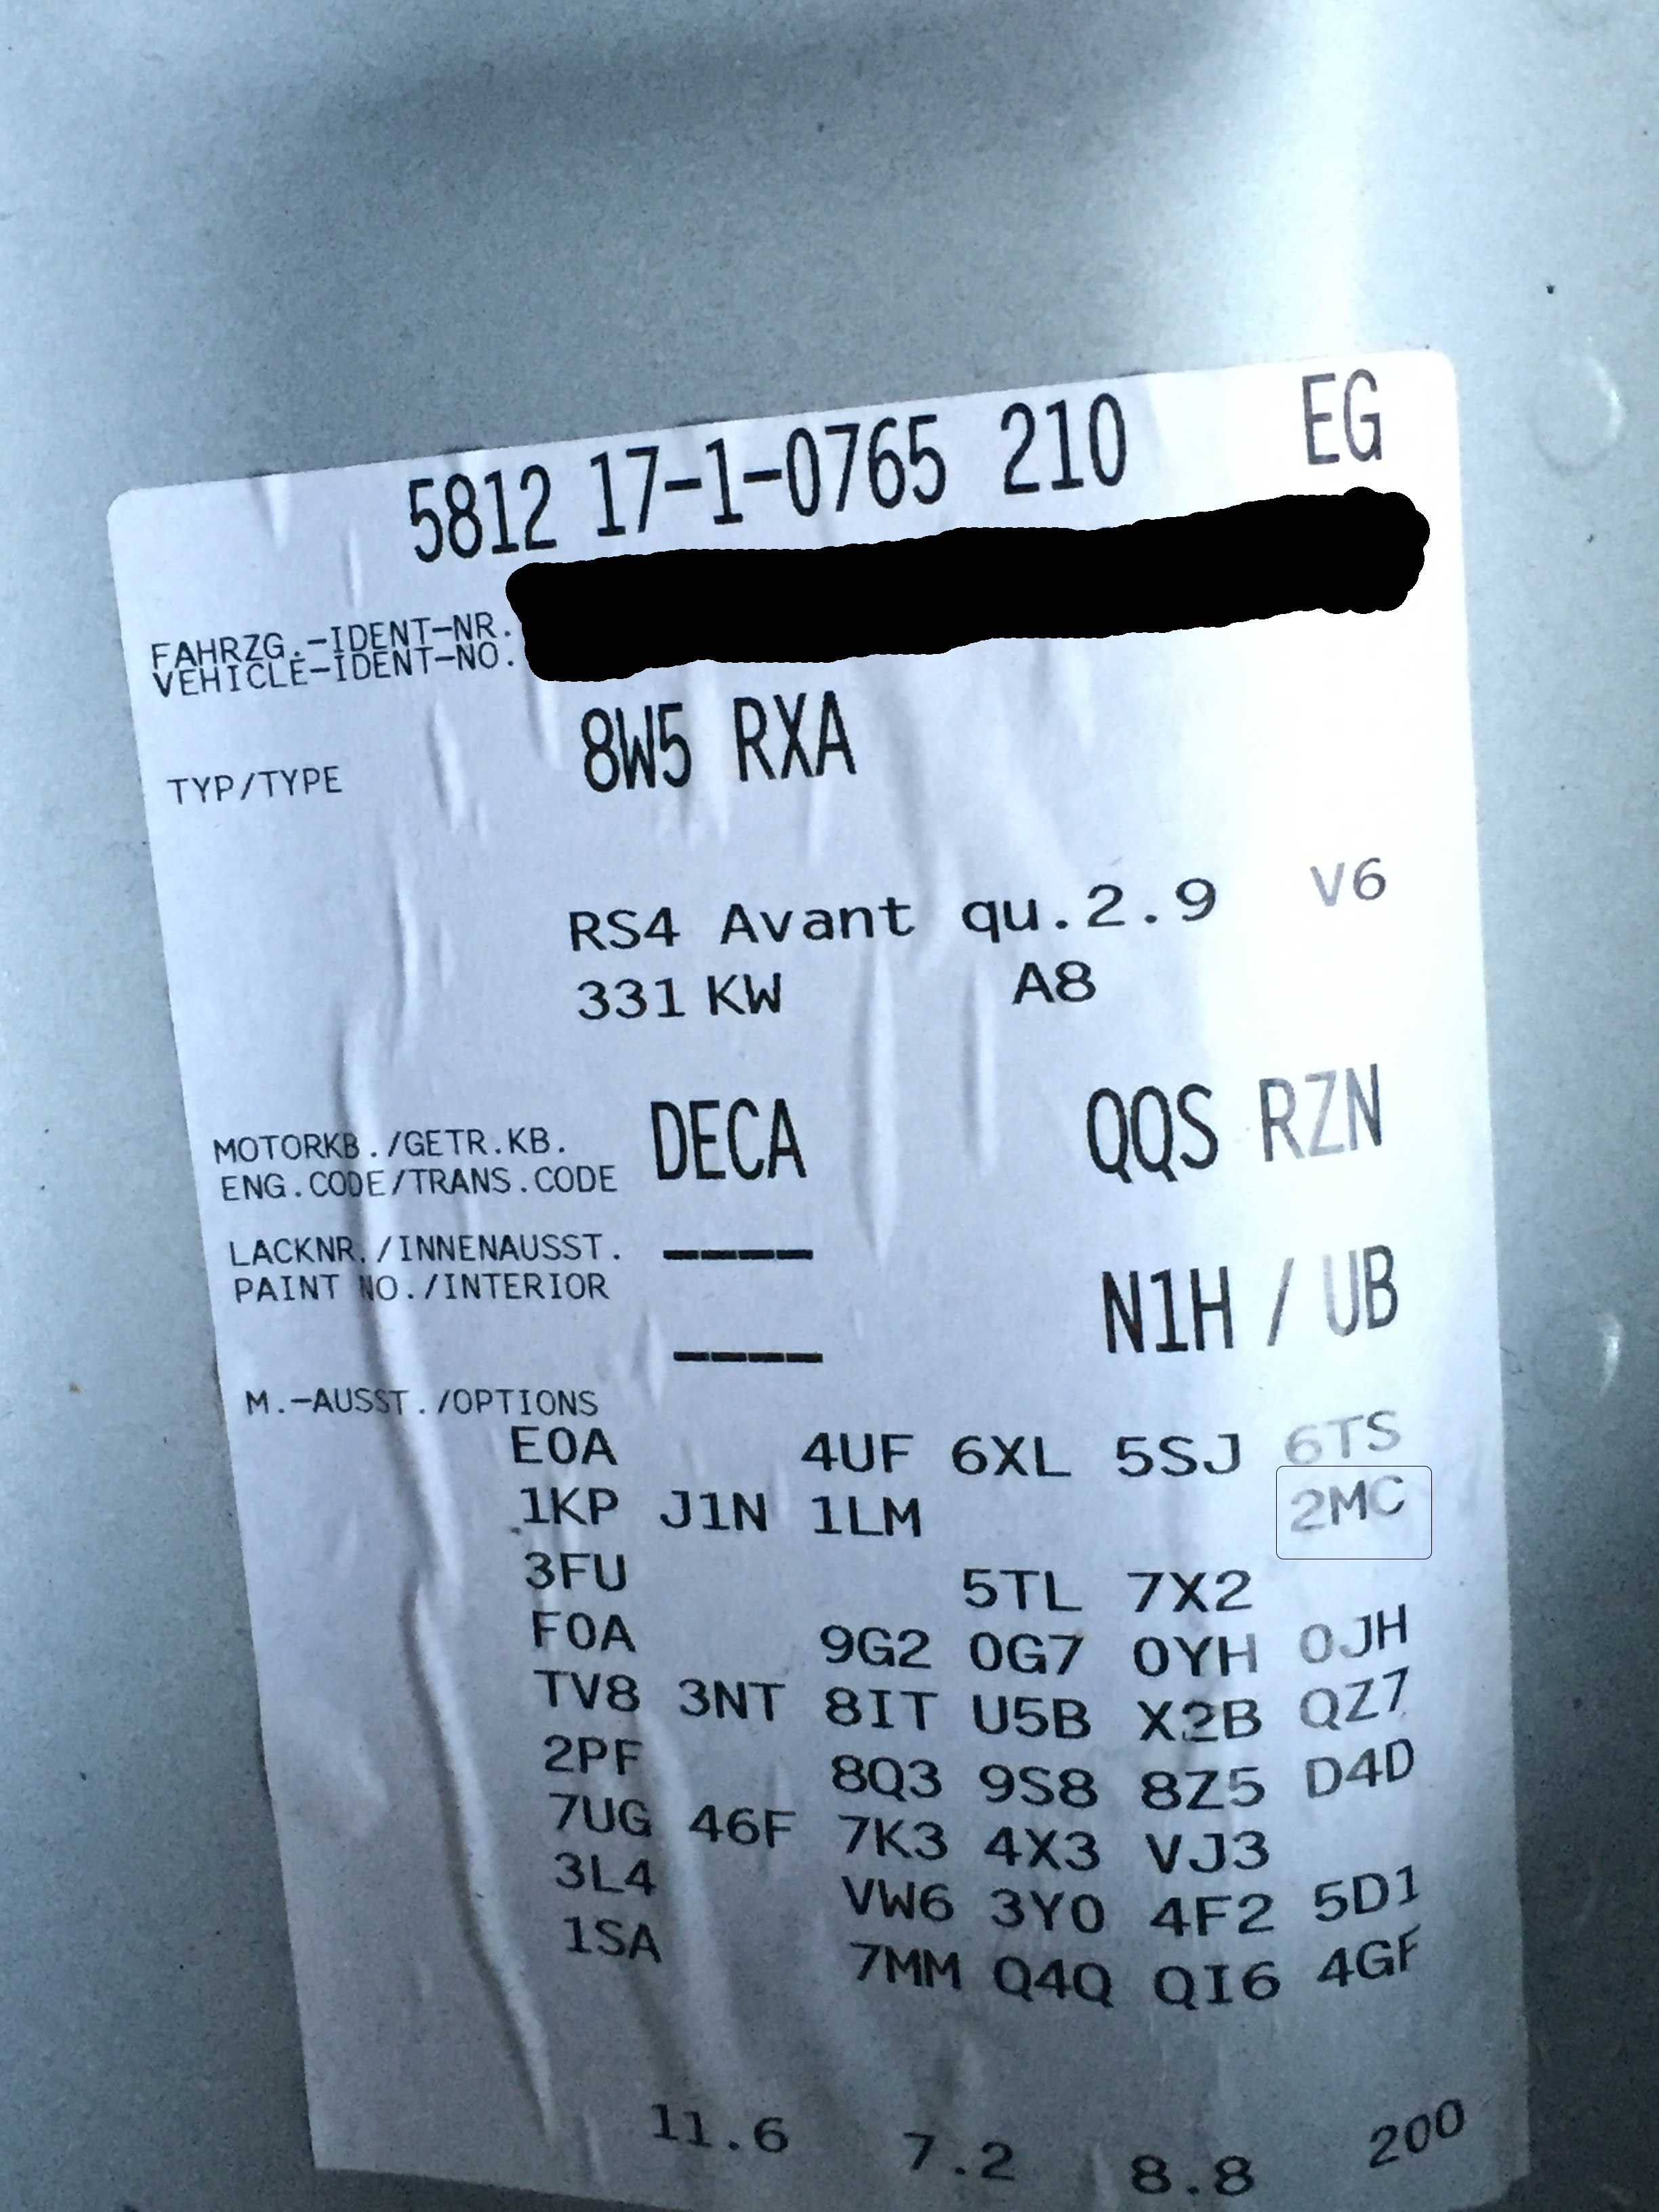 5812 17-1-0765 210 EG
FAHRZG.-IDENT-NR.
VEHICLE-IDENT-NO.
TYP/TYPE 8W5 RXA
RS4 Avant qu.2.9 V6
331 KW A8
MOTORKB./GETR.KB.
ENG.CODE/TRANS.CODE DECA QQS RZN
LACKNR./INNENAUSST. ----
PAINT NO./INTERIOR N1H / UB
----
M.-AUSST./OPTIONS
E0A 4UF 6XL 5SJ 6TS
1KP J1N 1LM 2MC
3FU 5TL 7X2
F0A 9G2 0G7 0YH 0JH
TV8 3NT 8IT U5B X2B QZ7
2PF 8Q3 9S8 8Z5 D4D
7UG 46F 7K3 4X3 VJ3
3L4 VW6 3Y0 4F2 5D1
1SA 7MM Q4Q QI6 4GF
11.6 7.2 8.8 200